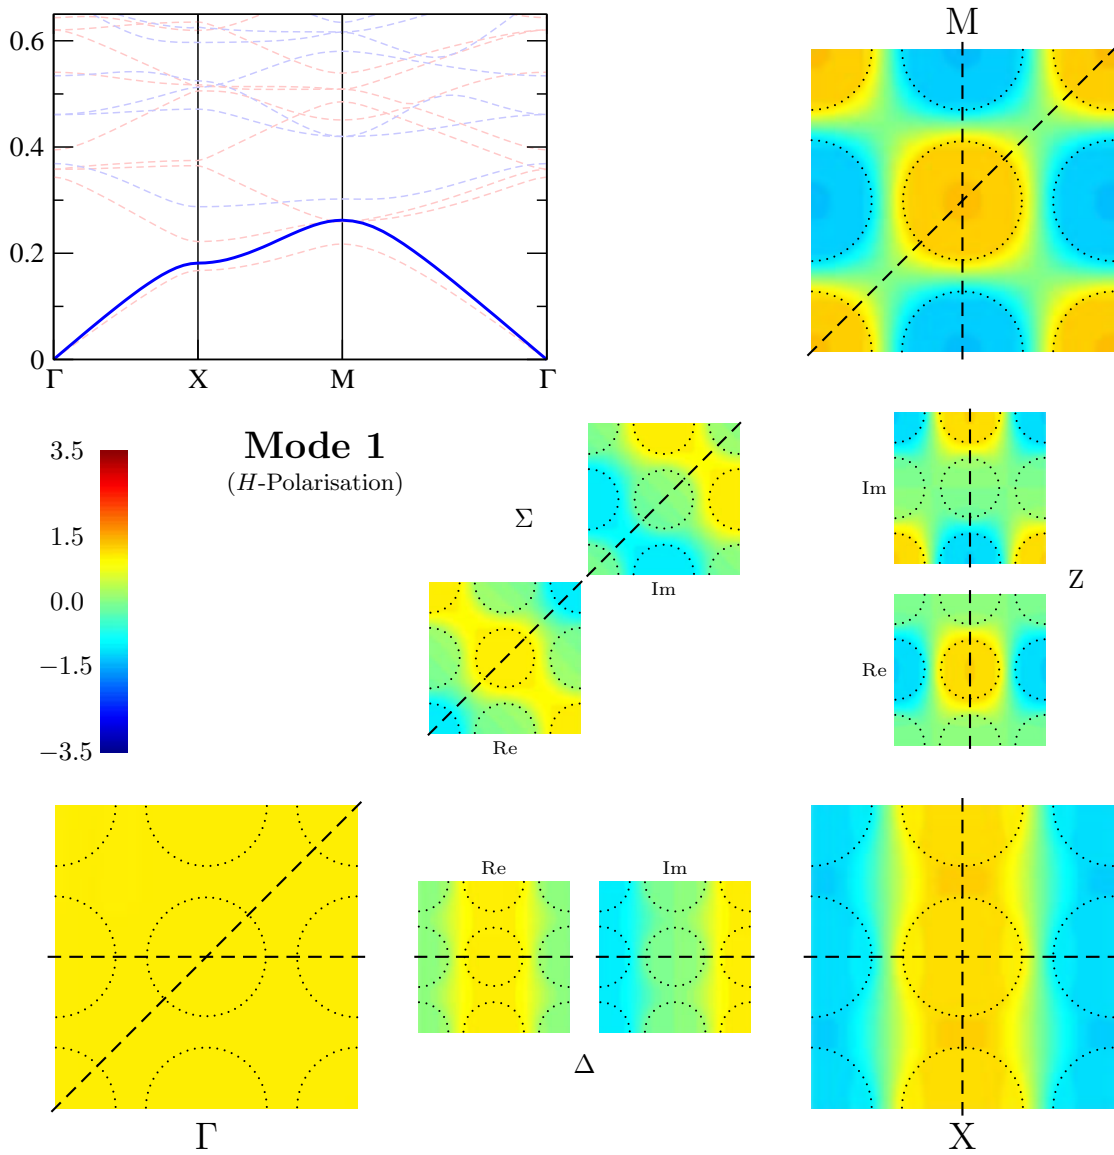 M
0.6
0.4
0.2
0
Γ
X
M
Γ
Mode 1
(H-Polarisation)
3.5
1.5
0.0
−1.5
−3.5
Σ
Im
Re
Im
Re
Z
Re
Im
Δ
Γ
X